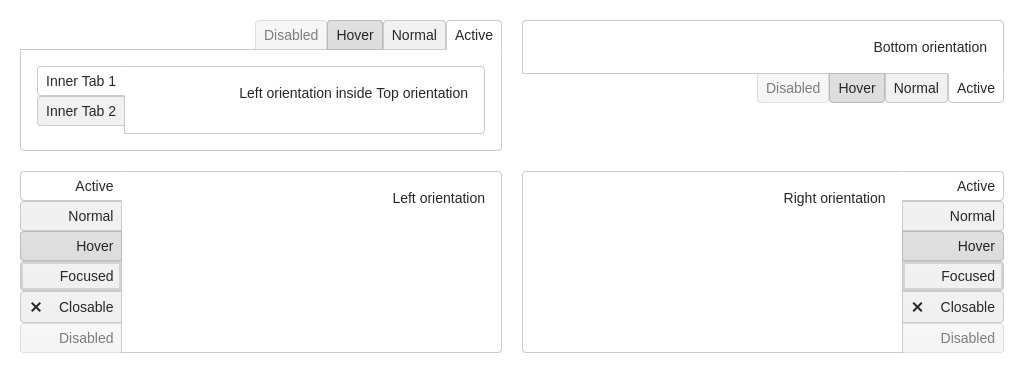 Disabled Hover Normal Active
Inner Tab 1
Inner Tab 2
Left orientation inside Top orientation
Bottom orientation
Disabled Hover Normal Active
Active
Normal
Hover
Focused
✕ Closable
Disabled
Left orientation
Right orientation
Active
Normal
Hover
Focused
✕ Closable
Disabled